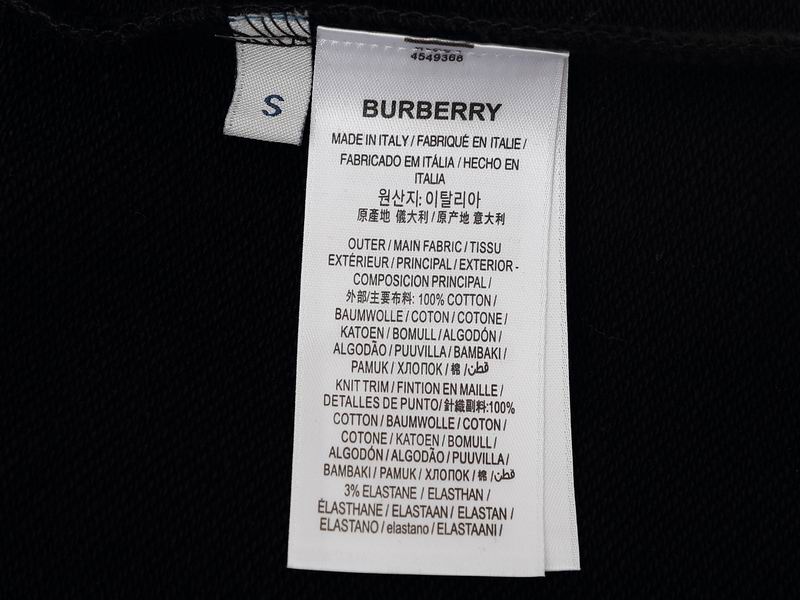 S
4549368
BURBERRY
MADE IN ITALY / FABRIQUÉ EN ITALIE /
FABRICADO EM ITÁLIA / HECHO EN
ITALIA
원산지: 이탈리아
原產地 儀大利 / 原产地 意大利
OUTER / MAIN FABRIC / TISSU
EXTÉRIEUR / PRINCIPAL / EXTERIOR -
COMPOSICION PRINCIPAL /
外部/主要布料: 100% COTTON /
BAUMWOLLE / COTON / COTONE /
KATOEN / BOMULL / ALGODÓN /
ALGODÃO / PUUVILLA / BAMBAKI /
PAMUK / ХЛОПОК / 棉 / قطن
KNIT TRIM / FINTION EN MAILLE /
DETALLES DE PUNTO / 針織副料:100%
COTTON / BAUMWOLLE / COTON /
COTONE / KATOEN / BOMULL /
ALGODÓN / ALGODÃO / PUUVILLA /
BAMBAKI / PAMUK / ХЛОПОК / 棉 / قطن
3% ELASTANE / ELASTHAN /
ÉLASTHANE / ELASTAAN / ELASTAN /
ELASTANO / elastano / ELASTAANI /